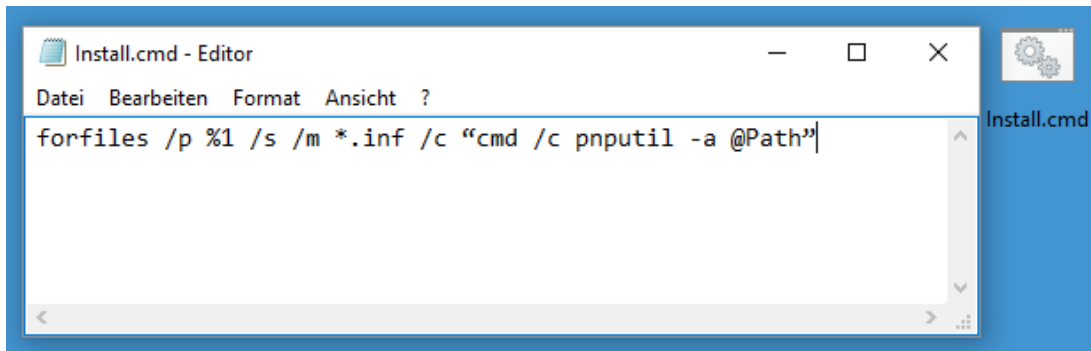 Install.cmd - Editor
Datei Bearbeiten Format Ansicht ?
forfiles /p %1 /s /m *.inf /c “cmd /c pnputil -a @Path”
Install.cmd